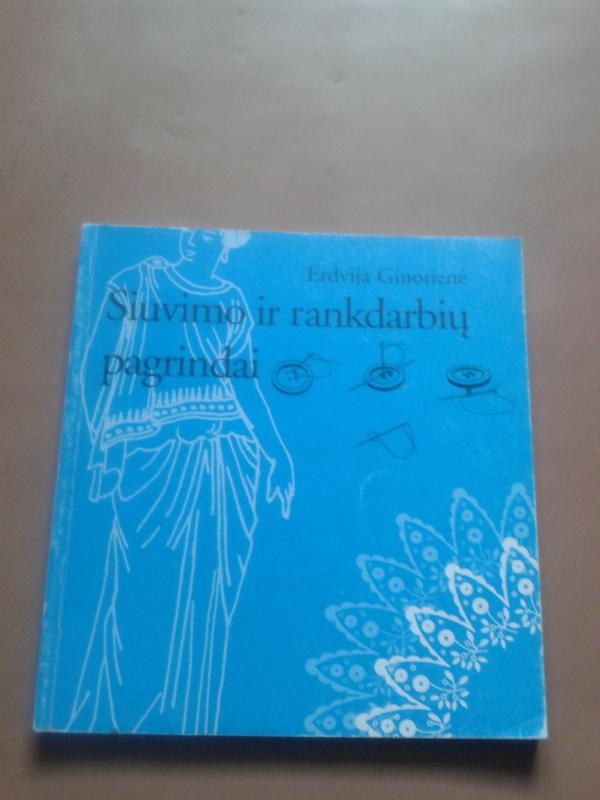 Erdvija Ginotienė
Siuvimo ir rankdarbių
pagrindai